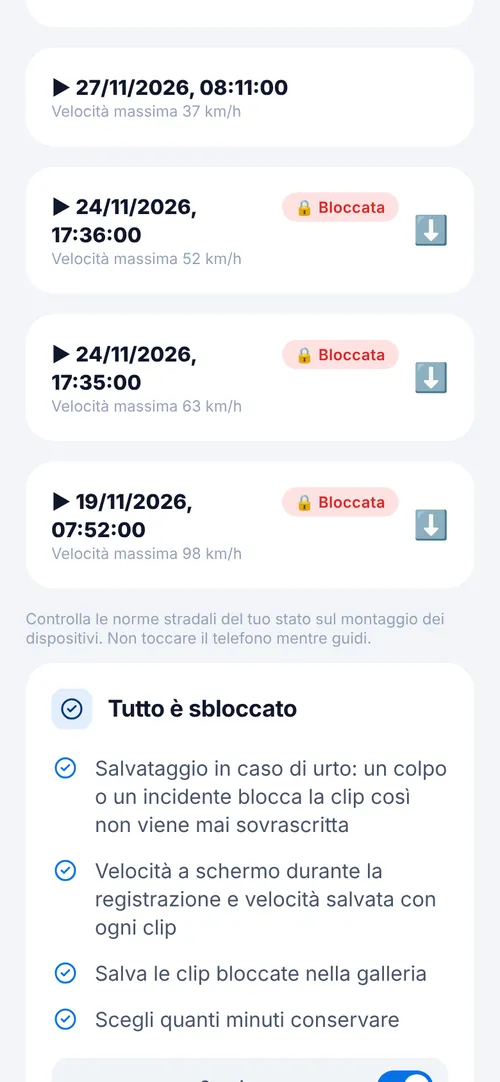 ▶ 27/11/2026, 08:11:00
Velocità massima 37 km/h
▶ 24/11/2026,
17:36:00
🔒 Bloccata
Velocità massima 52 km/h
▶ 24/11/2026,
17:35:00
🔒 Bloccata
Velocità massima 63 km/h
▶ 19/11/2026,
07:52:00
🔒 Bloccata
Velocità massima 98 km/h
Controlla le norme stradali del tuo stato sul montaggio dei
dispositivi. Non toccare il telefono mentre guidi.
Tutto è sbloccato
Salvataggio in caso di urto: un colpo
o un incidente blocca la clip così
non viene mai sovrascritta
Velocità a schermo durante la
registrazione e velocità salvata con
ogni clip
Salva le clip bloccate nella galleria
Scegli quanti minuti conservare